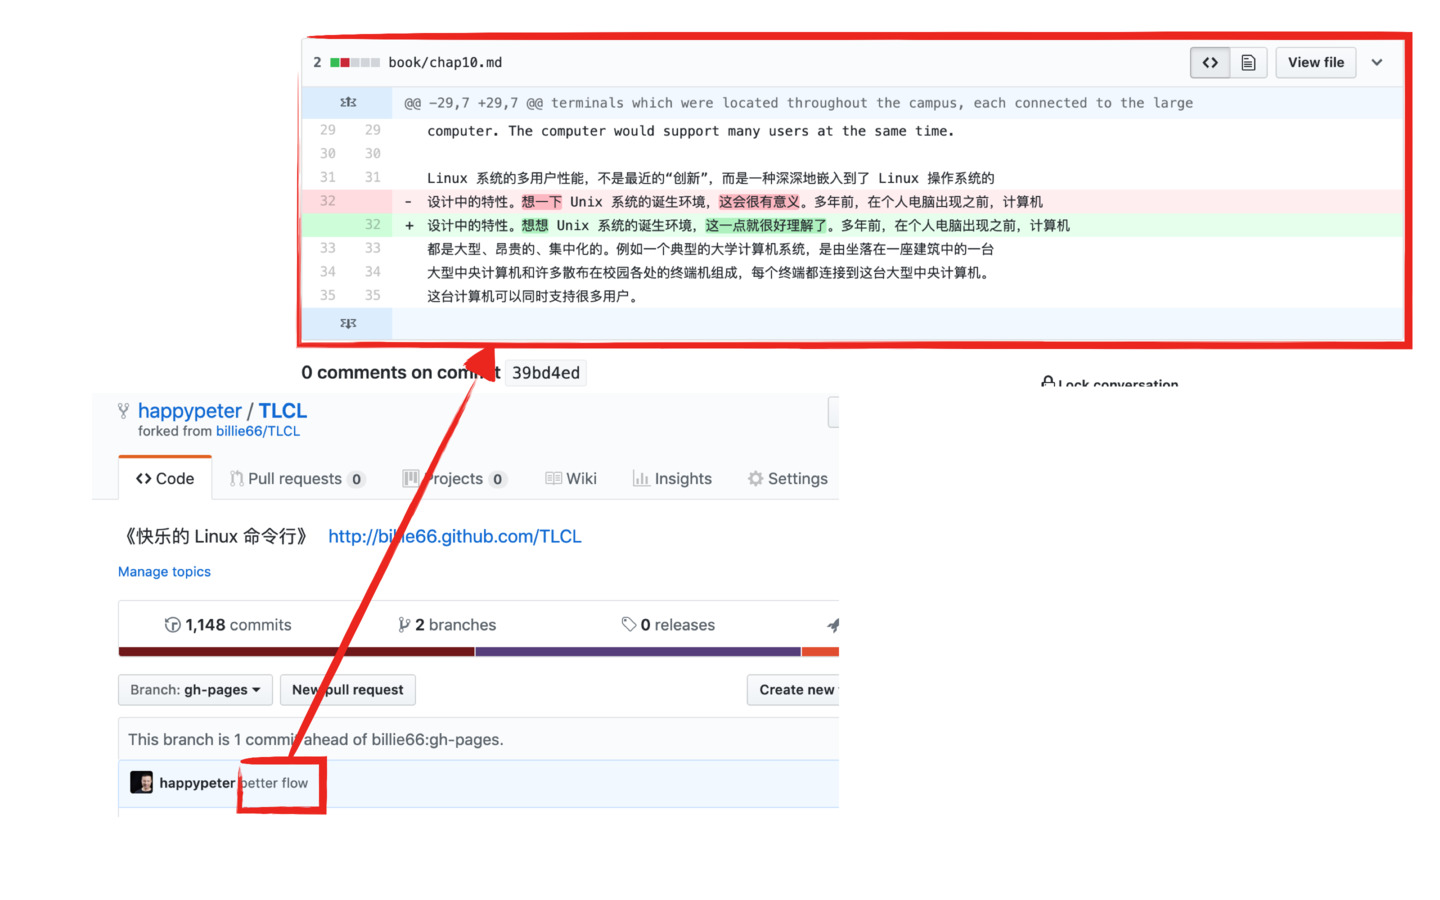 2 book/chap10.md View file
@@ -29,7 +29,7 @@ terminals which were located throughout the campus, each connected to the large
29 29 computer. The computer would support many users at the same time.
30 30
31 31 Linux 系统的多用户性能，不是最近的“创新”，而是一种深深地嵌入到了 Linux 操作系统的
32 - 设计中的特性。想一下 Unix 系统的诞生环境，这会很有意义。多年前，在个人电脑出现之前，计算机
32 + 设计中的特性。想想 Unix 系统的诞生环境，这一点就很好理解了。多年前，在个人电脑出现之前，计算机
33 33 都是大型、昂贵的、集中化的。例如一个典型的大学计算机系统，是由坐落在一座建筑中的一台
34 34 大型中央计算机和许多散布在校园各处的终端机组成，每个终端都连接到这台大型中央计算机。
35 35 这台计算机可以同时支持很多用户。
0 comments on commit 39bd4ed
Lock conversation
happypeter / TLCL
forked from billie66/TLCL
Code Pull requests 0 Projects 0 Wiki Insights Settings
《快乐的 Linux 命令行》 http://billie66.github.com/TLCL
Manage topics
1,148 commits 2 branches 0 releases
Branch: gh-pages New pull request Create new
This branch is 1 commit ahead of billie66:gh-pages.
happypeter better flow